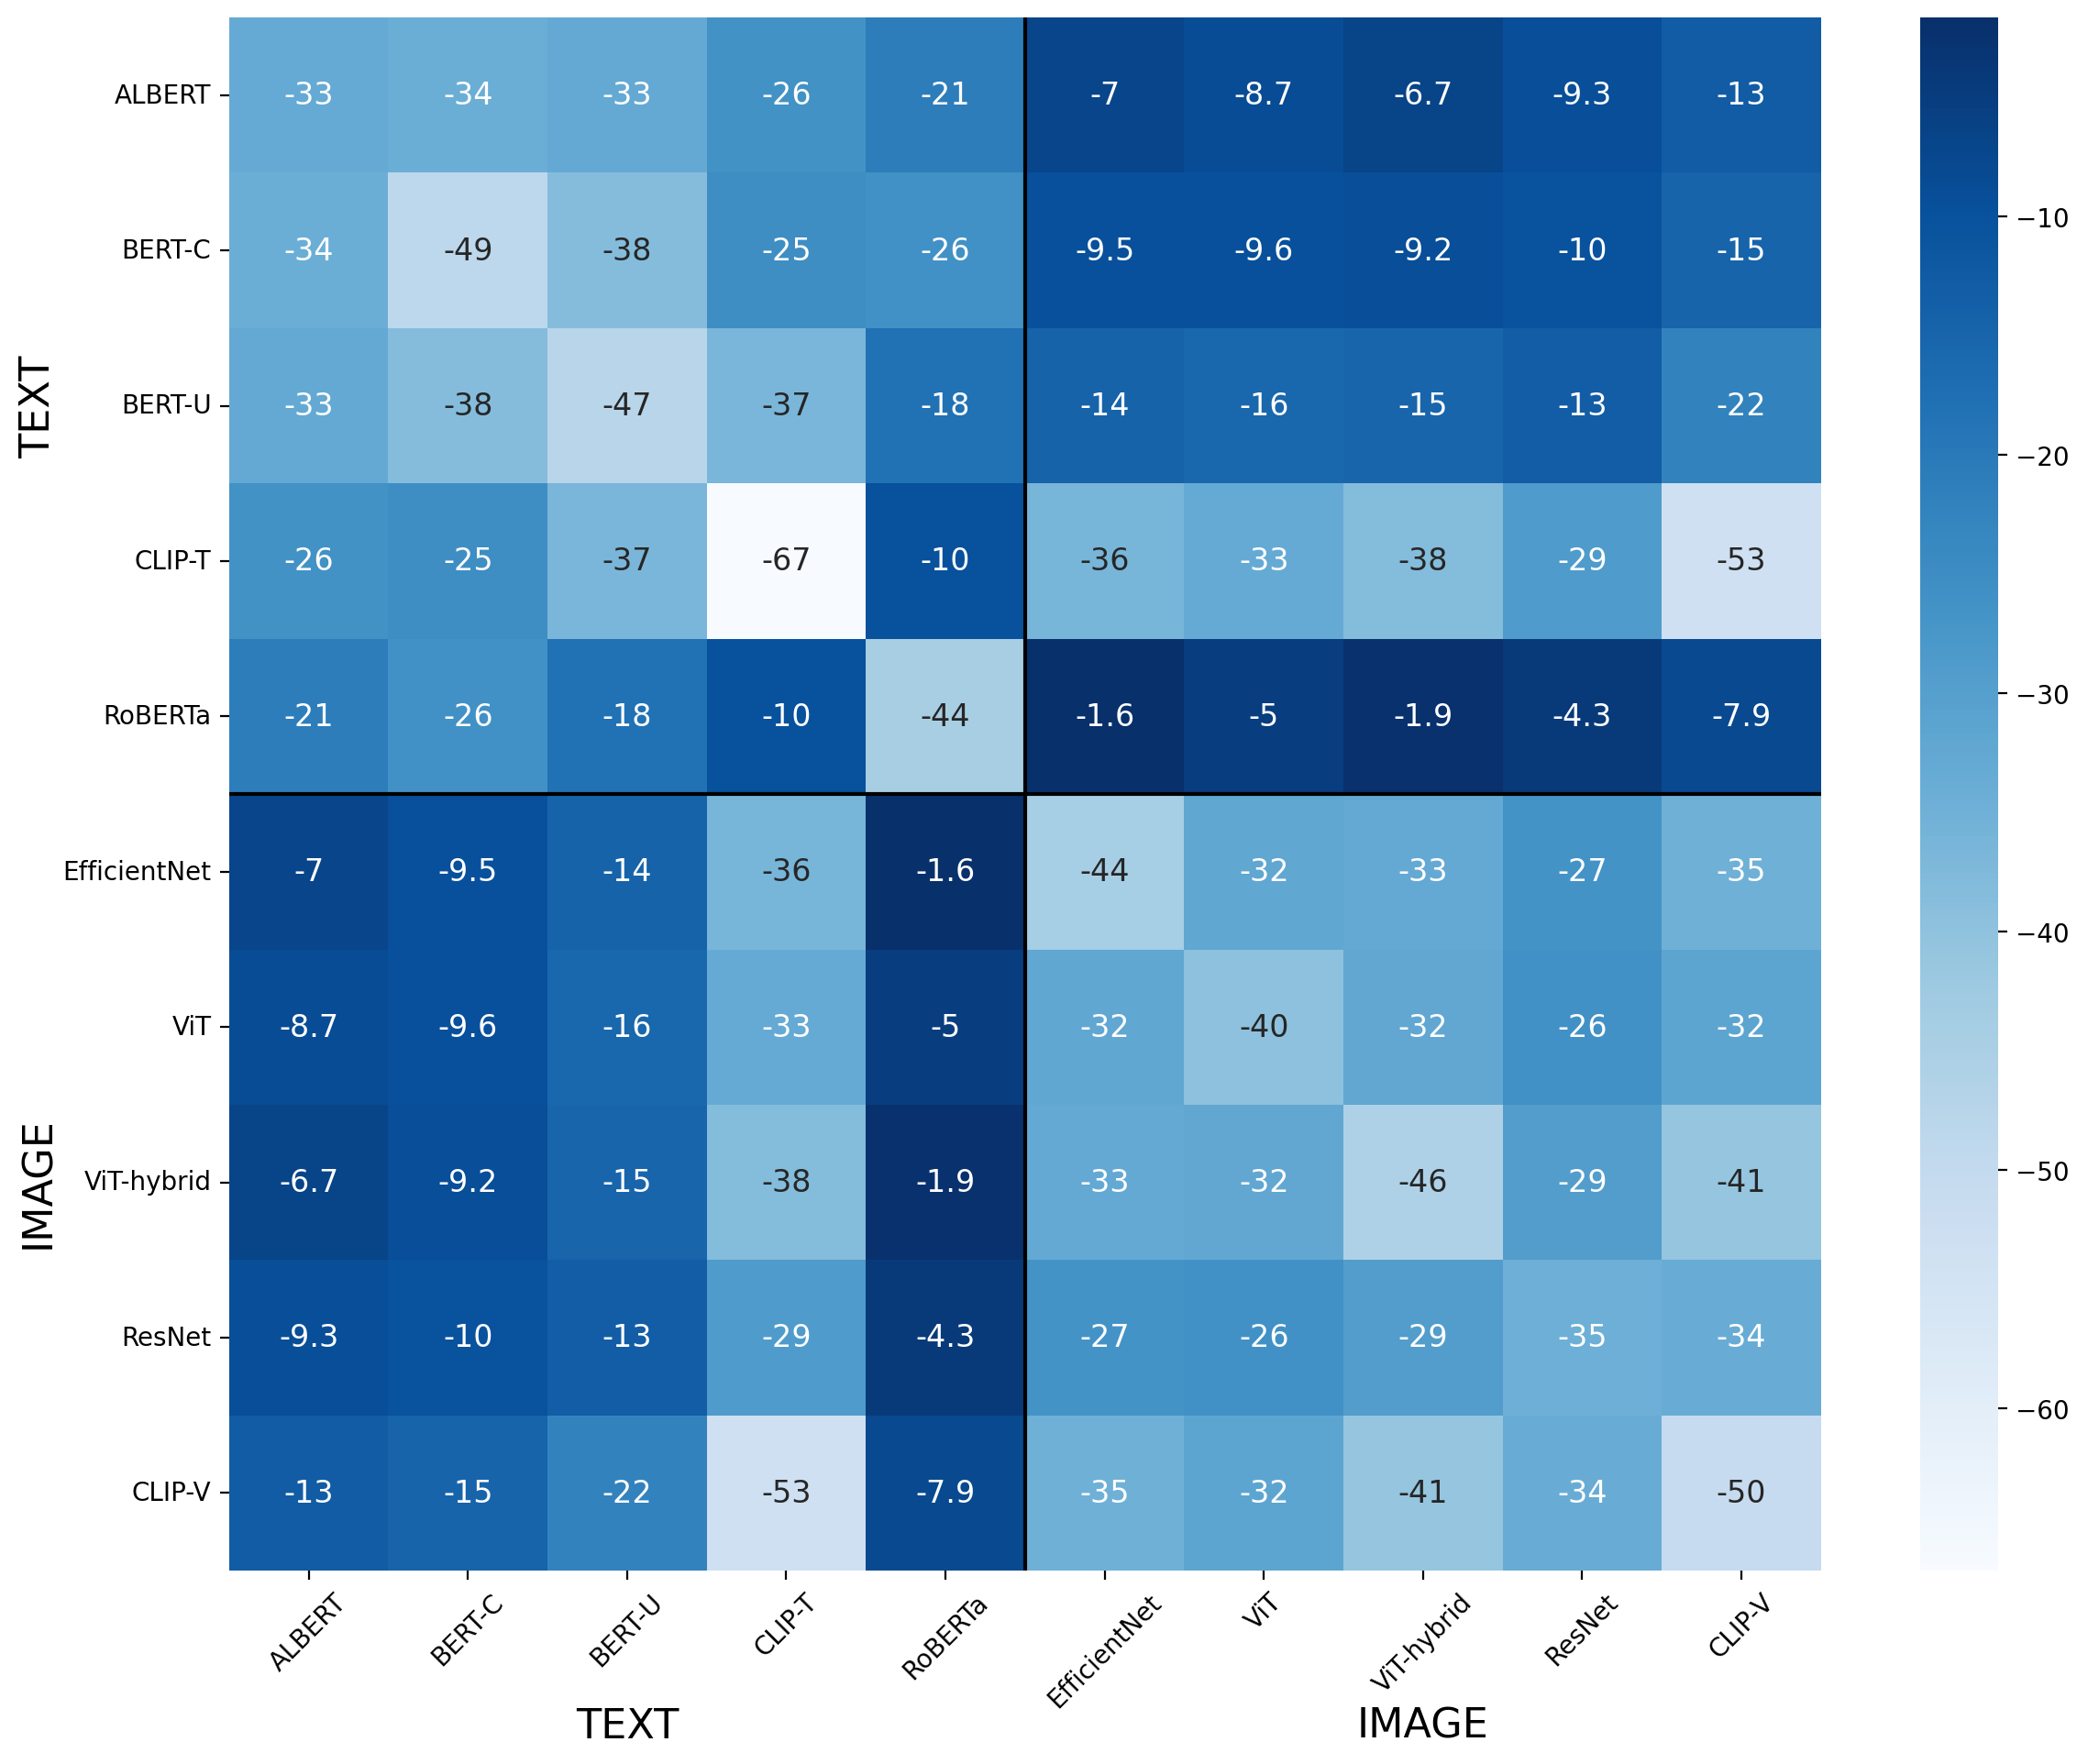 TEXT
IMAGE
ALBERT -33 -34 -33 -26 -21 -7 -8.7 -6.7 -9.3 -13
BERT-C -34 -49 -38 -25 -26 -9.5 -9.6 -9.2 -10 -15
BERT-U -33 -38 -47 -37 -18 -14 -16 -15 -13 -22
CLIP-T -26 -25 -37 -67 -10 -36 -33 -38 -29 -53
RoBERTa -21 -26 -18 -10 -44 -1.6 -5 -1.9 -4.3 -7.9
EfficientNet -7 -9.5 -14 -36 -1.6 -44 -32 -33 -27 -35
ViT -8.7 -9.6 -16 -33 -5 -32 -40 -32 -26 -32
ViT-hybrid -6.7 -9.2 -15 -38 -1.9 -33 -32 -46 -29 -41
ResNet -9.3 -10 -13 -29 -4.3 -27 -26 -29 -35 -34
CLIP-V -13 -15 -22 -53 -7.9 -35 -32 -41 -34 -50
ALBERT BERT-C BERT-U CLIP-T RoBERTa EfficientNet ViT ViT-hybrid ResNet CLIP-V
TEXT IMAGE
−10
−20
−30
−40
−50
−60